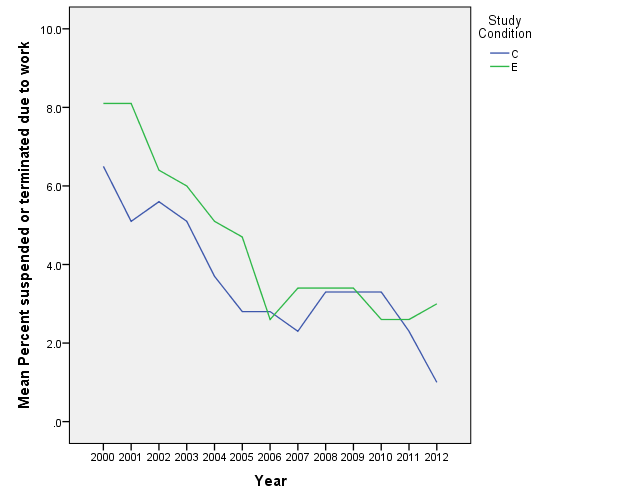 Mean Percent suspended or terminated due to work
10.0
8.0
6.0
4.0
2.0
.0
2000 2001 2002 2003 2004 2005 2006 2007 2008 2009 2010 2011 2012
Year
Study
Condition
C
E